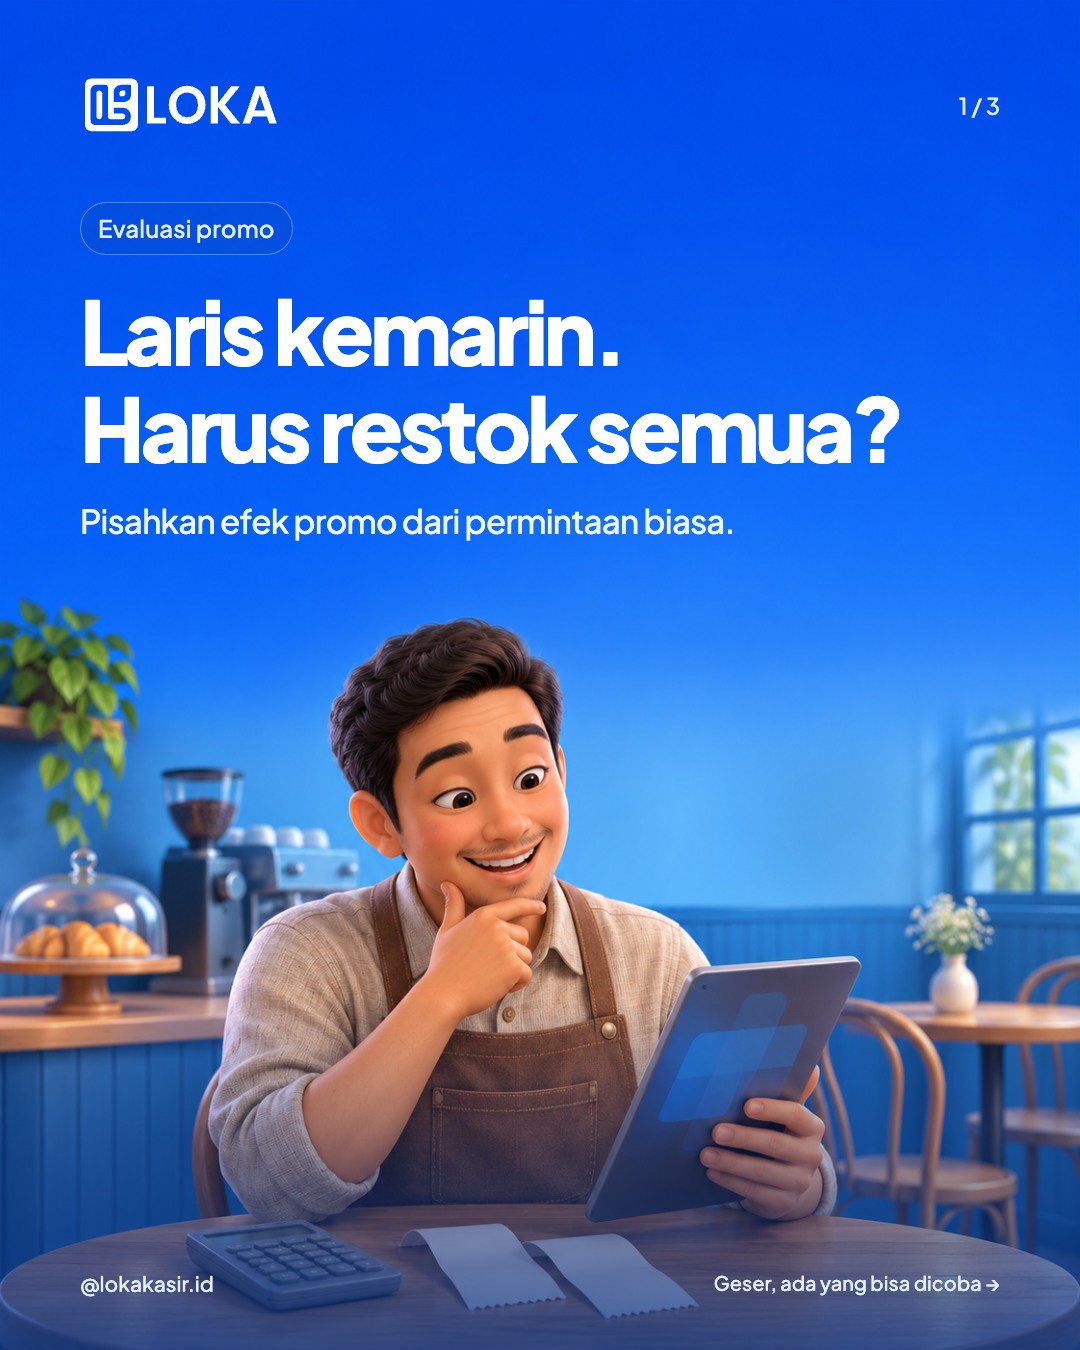 LOKA
1/3
Evaluasi promo
Laris kemarin.
Harus restok semua?
Pisahkan efek promo dari permintaan biasa.
@lokakasir.id
Geser, ada yang bisa dicoba →